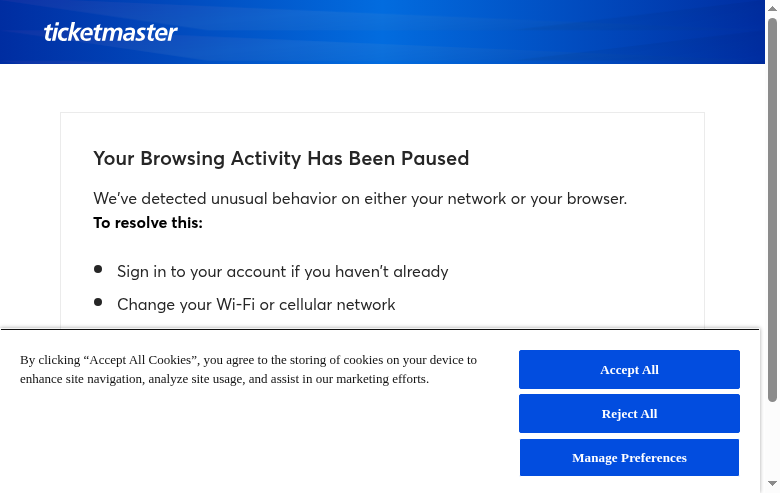 ticketmaster
Your Browsing Activity Has Been Paused
We've detected unusual behavior on either your network or your browser.
To resolve this:
Sign in to your account if you haven't already
Change your Wi-Fi or cellular network
By clicking “Accept All Cookies”, you agree to the storing of cookies on your device to
enhance site navigation, analyze site usage, and assist in our marketing efforts.
Accept All
Reject All
Manage Preferences